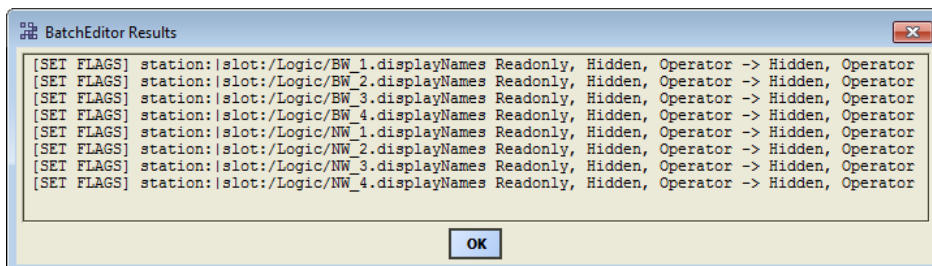 BatchEditor Results
[SET FLAGS] station:|slot:/Logic/BW_1.displayNames Readonly, Hidden, Operator -> Hidden, Operator
[SET FLAGS] station:|slot:/Logic/BW_2.displayNames Readonly, Hidden, Operator -> Hidden, Operator
[SET FLAGS] station:|slot:/Logic/BW_3.displayNames Readonly, Hidden, Operator -> Hidden, Operator
[SET FLAGS] station:|slot:/Logic/BW_4.displayNames Readonly, Hidden, Operator -> Hidden, Operator
[SET FLAGS] station:|slot:/Logic/NW_1.displayNames Readonly, Hidden, Operator -> Hidden, Operator
[SET FLAGS] station:|slot:/Logic/NW_2.displayNames Readonly, Hidden, Operator -> Hidden, Operator
[SET FLAGS] station:|slot:/Logic/NW_3.displayNames Readonly, Hidden, Operator -> Hidden, Operator
[SET FLAGS] station:|slot:/Logic/NW_4.displayNames Readonly, Hidden, Operator -> Hidden, Operator
OK